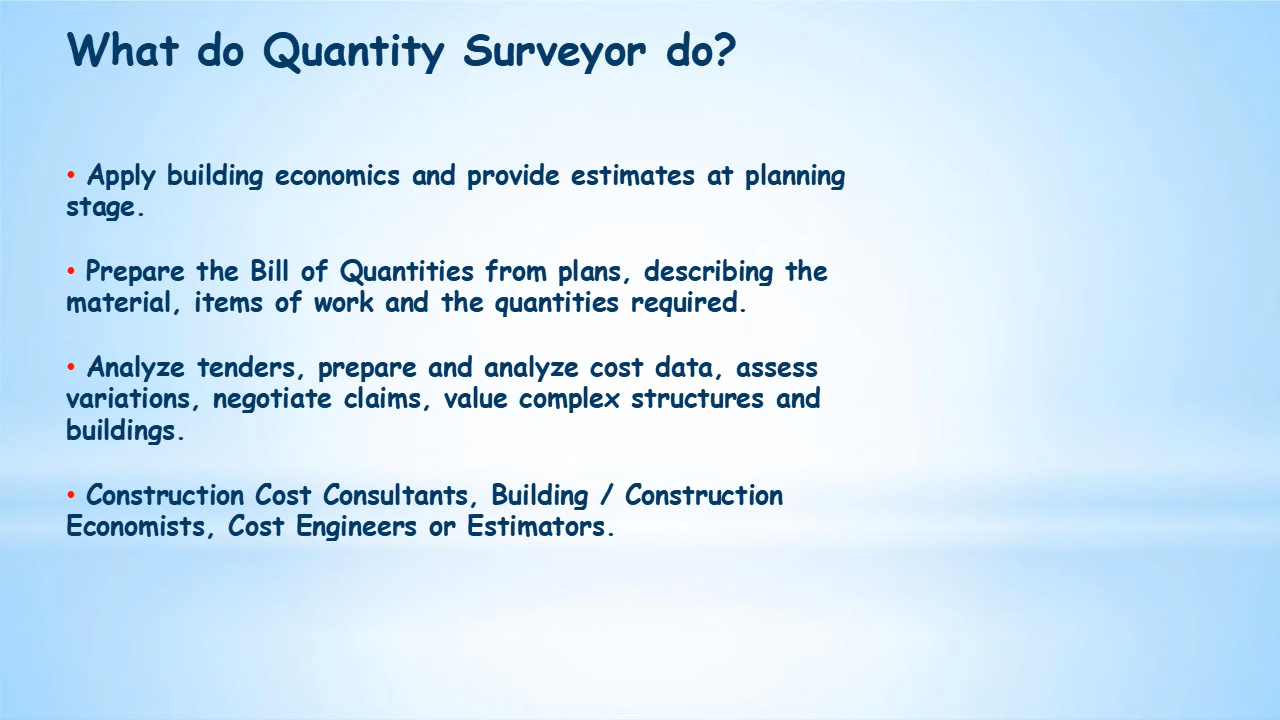 What do Quantity Surveyor do?
• Apply building economics and provide estimates at planning
stage.
• Prepare the Bill of Quantities from plans, describing the
material, items of work and the quantities required.
• Analyze tenders, prepare and analyze cost data, assess
variations, negotiate claims, value complex structures and
buildings.
• Construction Cost Consultants, Building / Construction
Economists, Cost Engineers or Estimators.